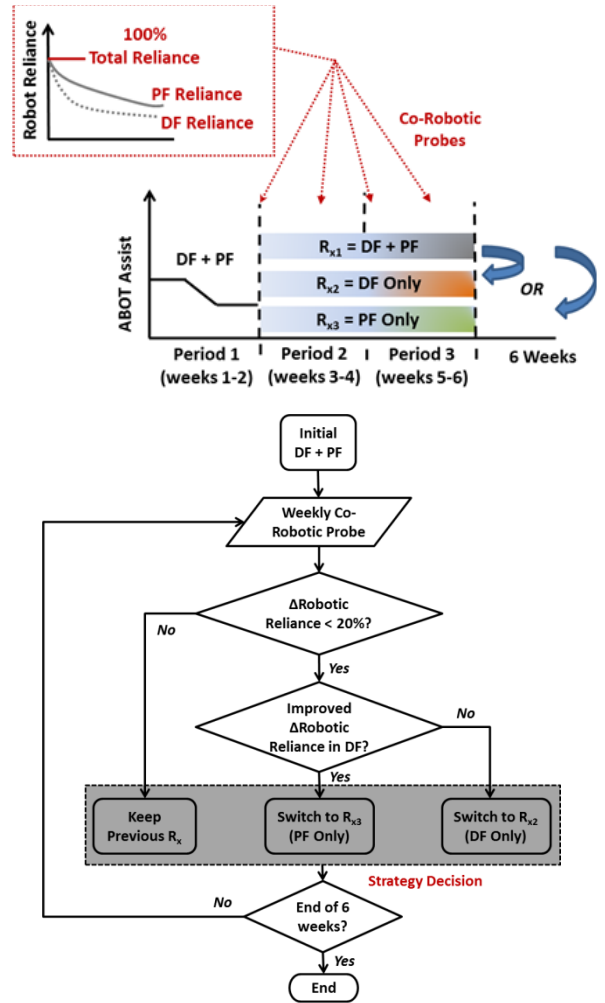 100%
Total Reliance
Robot Reliance
PF Reliance
DF Reliance
Co-Robotic
Probes
ABOT Assist
DF + PF
Rx1 = DF + PF
Rx2 = DF Only
Rx3 = PF Only
OR
Period 1
(weeks 1-2)
Period 2
(weeks 3-4)
Period 3
(weeks 5-6)
6 Weeks
Initial
DF + PF
Weekly Co-
Robotic Probe
ΔRobotic
Reliance < 20%?
No
Yes
Improved
ΔRobotic
Reliance in DF?
No
Yes
Keep
Previous Rx
Switch to Rx3
(PF Only)
Switch to Rx2
(DF Only)
Strategy Decision
No
End of 6
weeks?
Yes
End